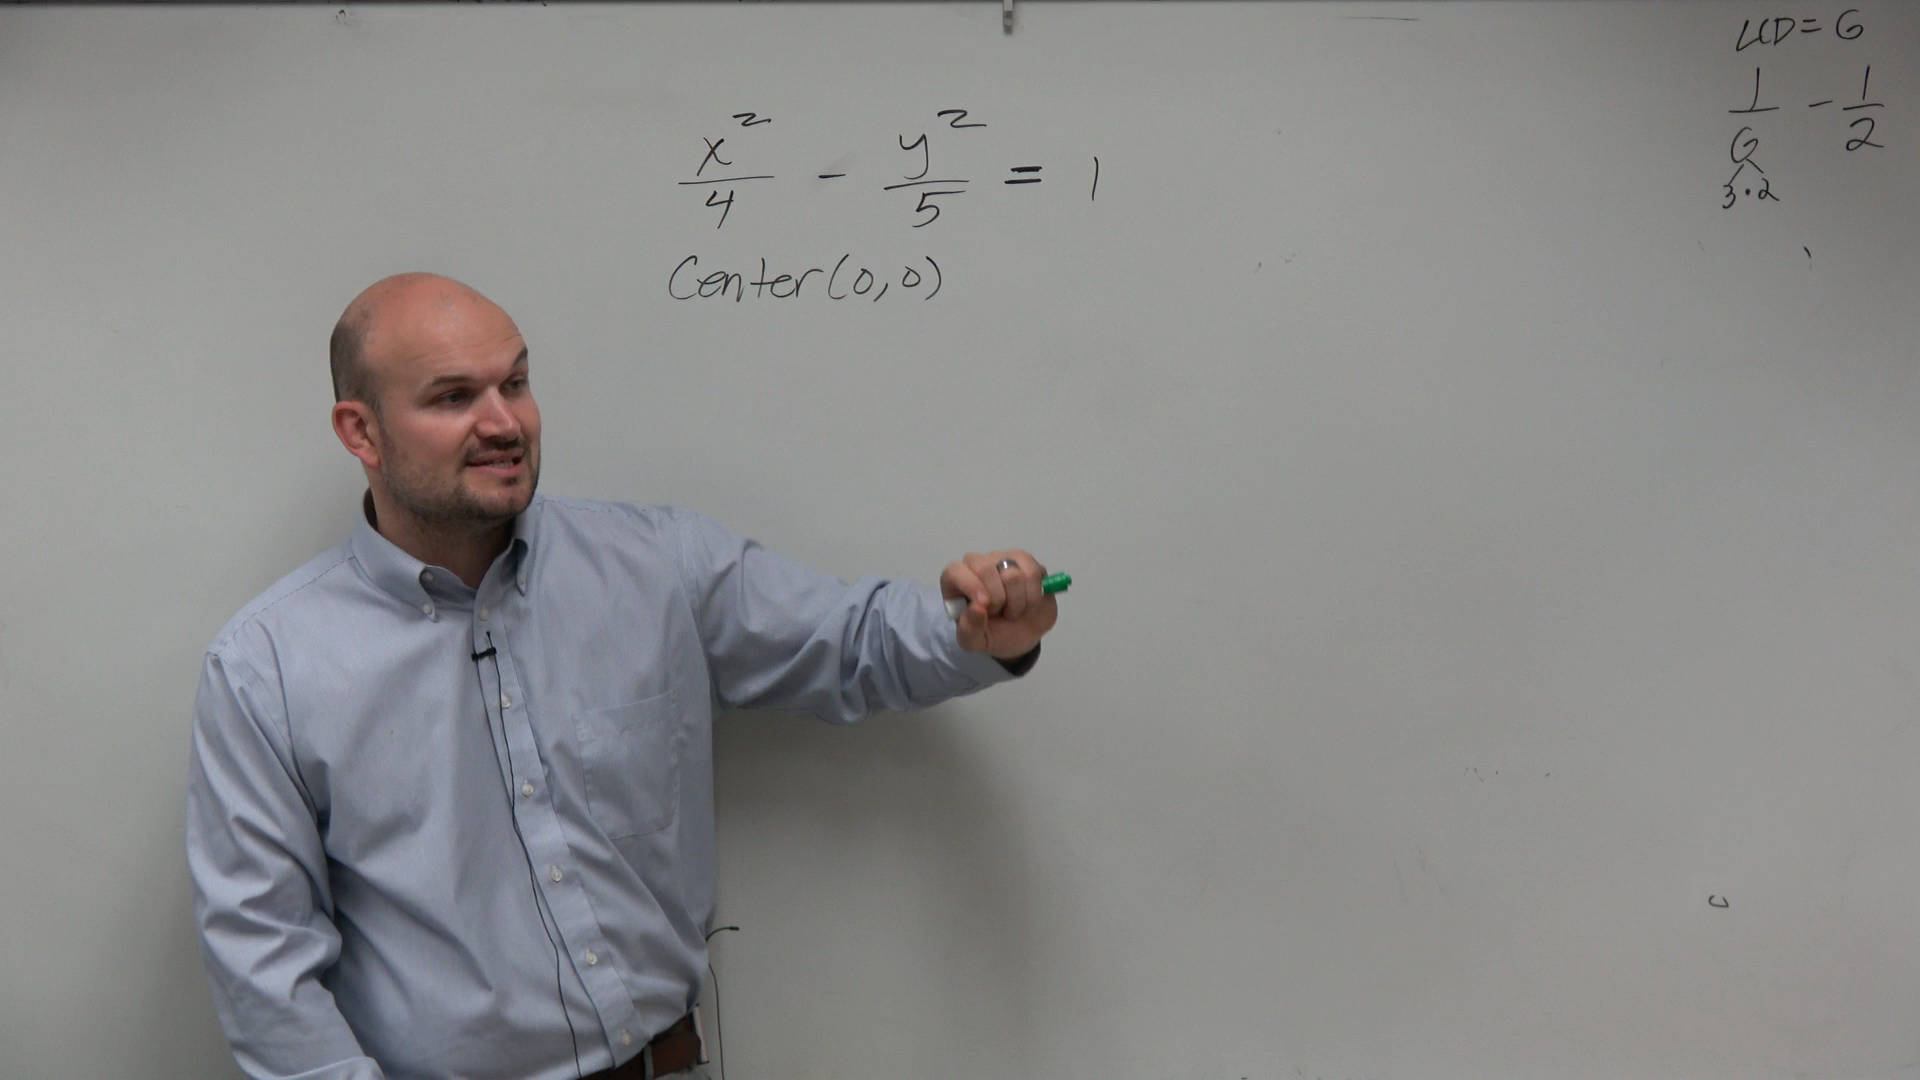 x²/4 - y²/5 = 1
Center (0,0)
LCD = 6
1/6 - 1/2
3·2